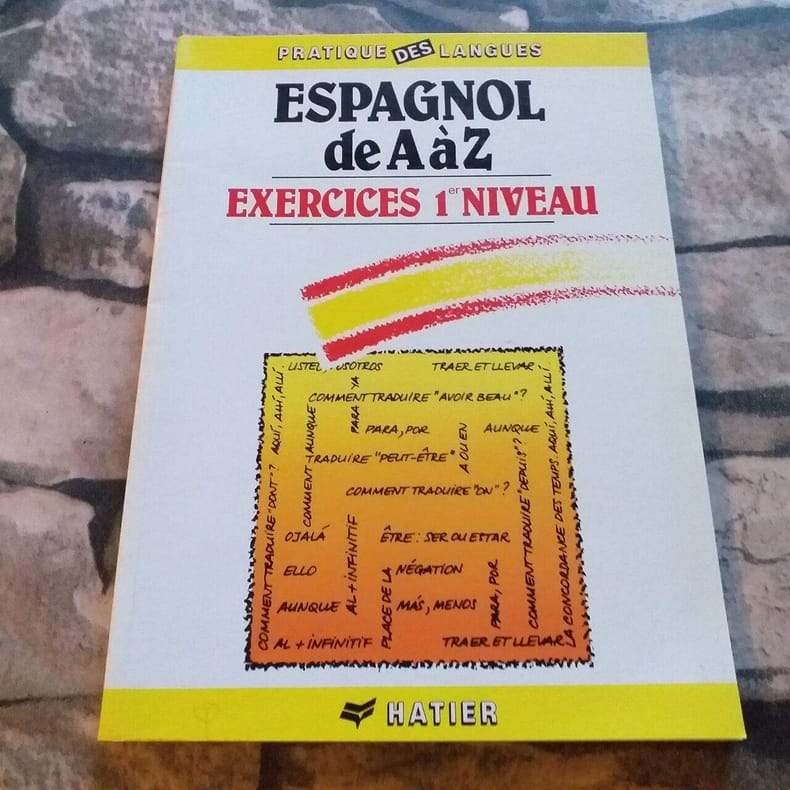 PRATIQUE DES LANGUES
ESPAGNOL
de A à Z
EXERCICES 1er NIVEAU
TRAER ET LLEVAR
COMMENT TRADUIRE "AVOIR BEAU"?
PARA, POR
AUNQUE
TRADUIRE "PEUT-ÊTRE"
COMMENT TRADUIRE "ON"?
OJALÁ
ÊTRE: SER OU ESTAR
ELLO
NÉGATION
AUNQUE
MÁS, MENOS
AL + INFINITIF
TRAER ET LLEVAR
COMMENT TRADUIRE "DONT"? AQUÍ, AHÍ, ALLÍ
COMMENT AUNQUE
PARA YA
AL + INFINITIF
PLACE DE LA
A OU EN
PARA, POR
COMMENT TRADUIRE "DEPUIS"?
LA CONCORDANCE DES TEMPS. AQUÍ, AHÍ, ALLÍ
HATIER